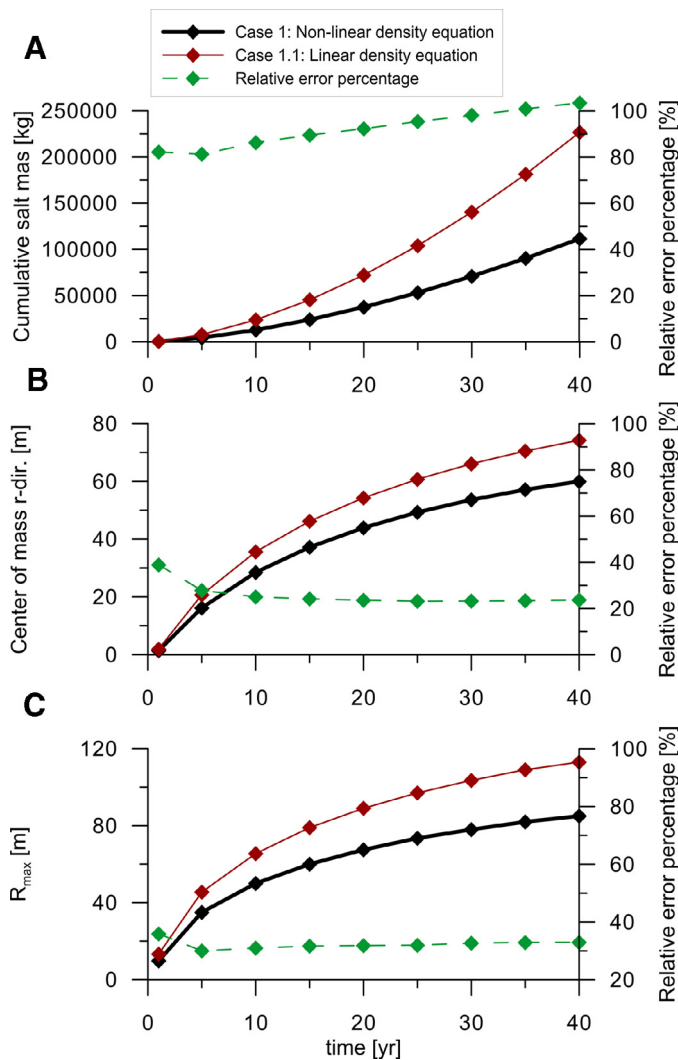 Case 1: Non-linear density equation
Case 1.1: Linear density equation
Relative error percentage
A
Cumulative salt mas [kg]
250000
200000
150000
100000
50000
0
100
80
60
40
20
0
Relative error percentage [%]
0 10 20 30 40
B
Center of mass r-dir. [m]
80
60
40
20
0
100
80
60
40
20
0
Relative error percentage [%]
0 10 20 30 40
C
Rmax [m]
120
80
40
0
100
80
60
40
20
Relative error percentage [%]
0 10 20 30 40
time [yr]